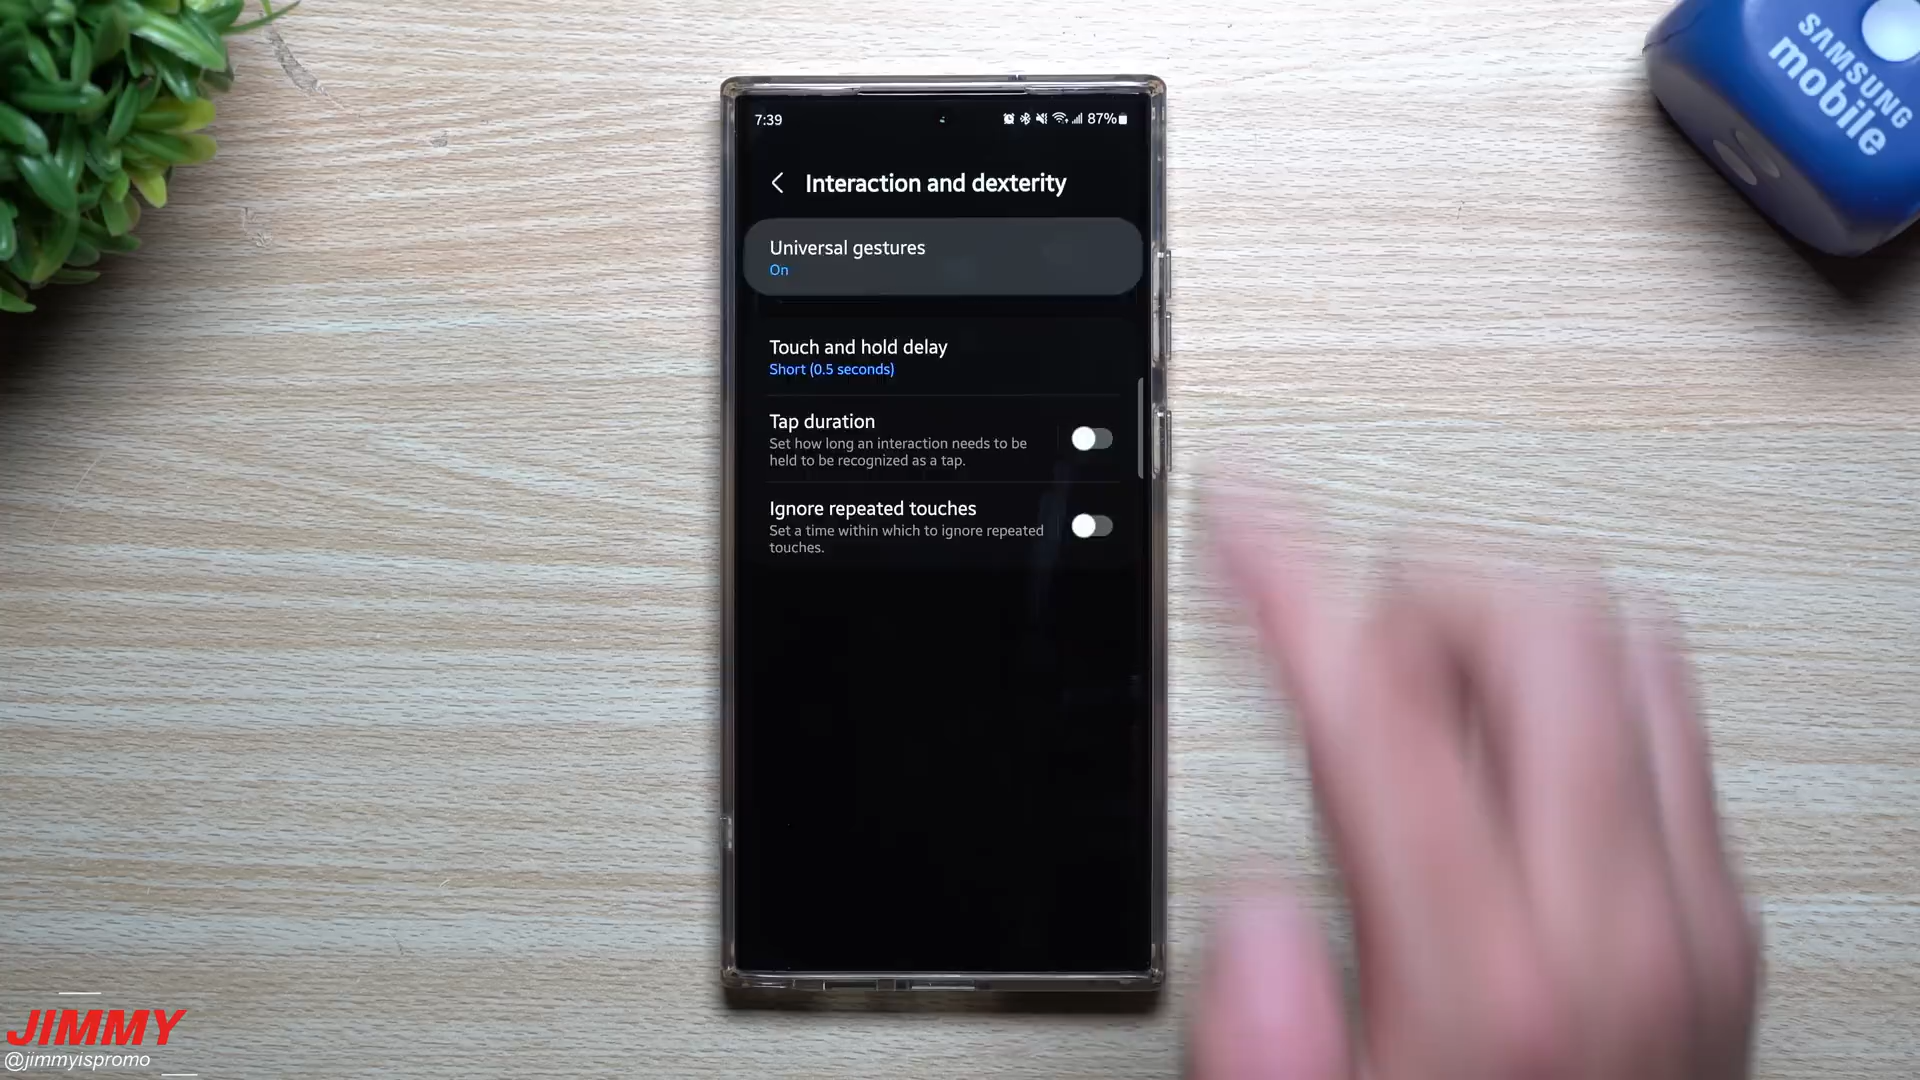 7:39
87%
Interaction and dexterity
Universal gestures
On
Touch and hold delay
Short (0.5 seconds)
Tap duration
Set how long an interaction needs to be
held to be recognized as a tap.
Ignore repeated touches
Set a time within which to ignore repeated
touches.
SAMSUNG
mobile
JIMMY
@jimmyispromo